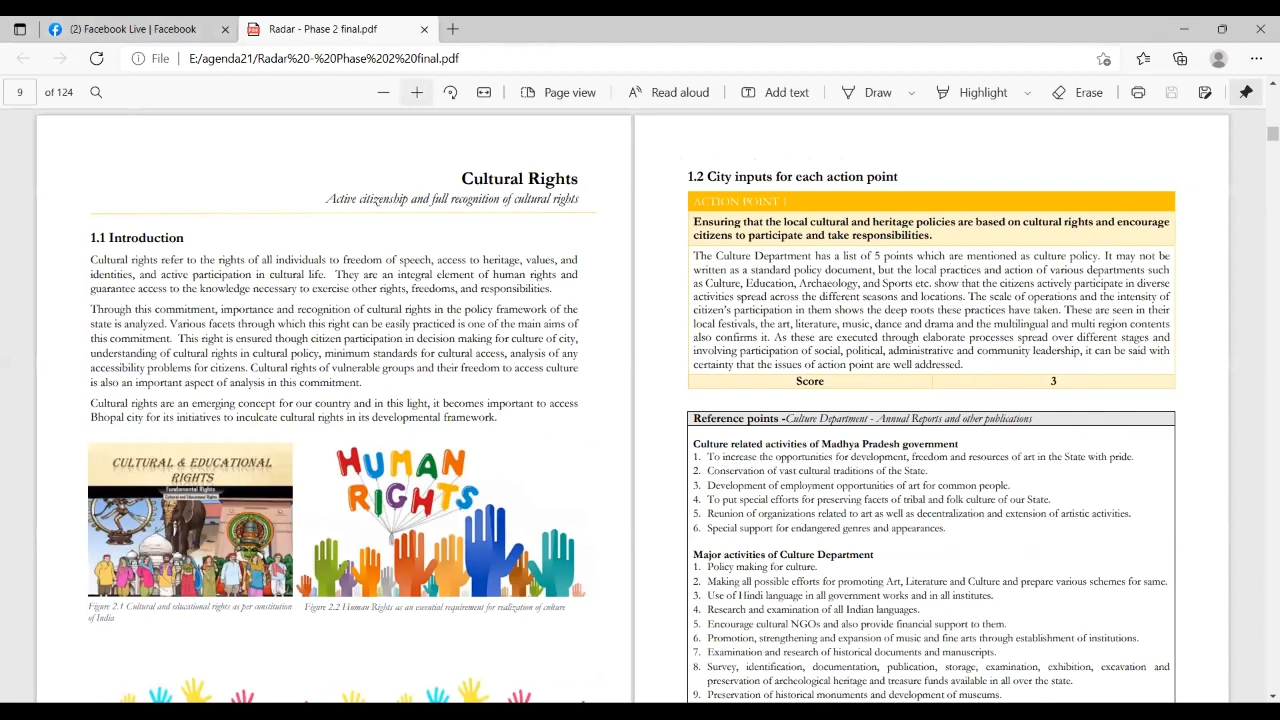 (2) Facebook Live | Facebook
Radar - Phase 2 final.pdf
File
E:/agenda21/Radar%20-%20Phase%202%20final.pdf
9 of 124
Page view
Read aloud
Add text
Draw
Highlight
Erase
Cultural Rights
Active citizenship and full recognition of cultural rights
1.1 Introduction
Cultural rights refer to the rights of all individuals to freedom of speech, access to heritage, values, and
identities, and active participation in cultural life. They are an integral element of human rights and
guarantee access to the knowledge necessary to exercise other rights, freedoms, and responsibilities.
Through this commitment, importance and recognition of cultural rights in the policy framework of the
state is analyzed. Various facets through which this right can be easily practiced is one of the main aims of
this commitment. This right is ensured though citizen participation in decision making for culture of city,
understanding of cultural rights in cultural policy, minimum standards for cultural access, analysis of any
accessibility problems for citizens. Cultural rights of vulnerable groups and their freedom to access culture
is also an important aspect of analysis in this commitment.
Cultural rights are an emerging concept for our country and in this light, it becomes important to access
Bhopal city for its initiatives to inculcate cultural rights in its developmental framework.
CULTURAL & EDUCATIONAL
RIGHTS
Fundamental Rights
Cultural and Educational Rights
HUMAN
RIGHTS
Figure 2.1 Cultural and educational rights as per constitution
of India
Figure 2.2 Human Rights as an essential requirement for realization of culture
1.2 City inputs for each action point
ACTION POINT 1
Ensuring that the local cultural and heritage policies are based on cultural rights and encourage
citizens to participate and take responsibilities.
The Culture Department has a list of 5 points which are mentioned as culture policy. It may not be
written as a standard policy document, but the local practices and action of various departments such
as Culture, Education, Archaeology, and Sports etc. show that the citizens actively participate in diverse
activities spread across the different seasons and locations. The scale of operations and the intensity of
citizen's participation in them shows the deep roots these practices have taken. These are seen in their
local festivals, the art, literature, music, dance and drama and the multilingual and multi region contents
also confirms it. As these are executed through elaborate processes spread over different stages and
involving participation of social, political, administrative and community leadership, it can be said with
certainty that the issues of action point are well addressed.
Score 3
Reference points -Culture Department - Annual Reports and other publications
Culture related activities of Madhya Pradesh government
1. To increase the opportunities for development, freedom and resources of art in the State with pride.
2. Conservation of vast cultural traditions of the State.
3. Development of employment opportunities of art for common people.
4. To put special efforts for preserving facets of tribal and folk culture of our State.
5. Reunion of organizations related to art as well as decentralization and extension of artistic activities.
6. Special support for endangered genres and appearances.
Major activities of Culture Department
1. Policy making for culture.
2. Making all possible efforts for promoting Art, Literature and Culture and prepare various schemes for same.
3. Use of Hindi language in all government works and in all institutes.
4. Research and examination of all Indian languages.
5. Encourage cultural NGOs and also provide financial support to them.
6. Promotion, strengthening and expansion of music and fine arts through establishment of institutions.
7. Examination and research of historical documents and manuscripts.
8. Survey, identification, documentation, publication, storage, examination, exhibition, excavation and
preservation of archeological heritage and treasure funds available in all over the state.
9. Preservation of historical monuments and development of museums.